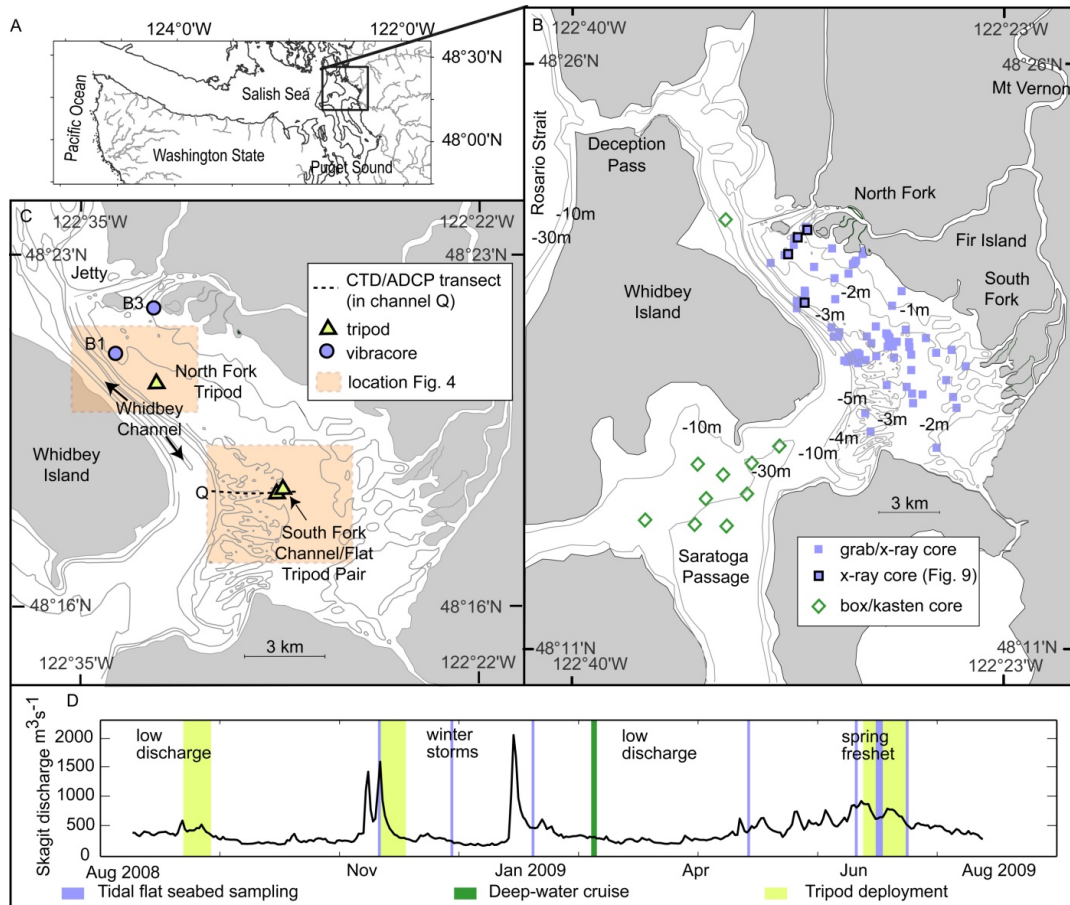 A
124°0'W
122°0'W
48°30'N
48°00'N
Pacific Ocean
Salish Sea
Washington State
Puget Sound
B
122°40'W
122°23'W
48°26'N
48°26'N
Mt Vernon
Rosario Strait
Deception
Pass
-10m
-30m
North Fork
Fir Island
South
Fork
Whidbey
Island
-2m
-1m
-3m
-5m
-4m
-3m
-2m
-10m
-10m
-30m
3 km
Saratoga
Passage
grab/x-ray core
x-ray core (Fig. 9)
box/kasten core
48°11'N
48°11'N
122°40'W
122°23'W
C
122°35'W
122°22'W
48°23'N
48°23'N
Jetty
B3
B1
North Fork
Tripod
Whidbey
Channel
Whidbey
Island
Q
South Fork
Channel/Flat
Tripod Pair
CTD/ADCP transect
(in channel Q)
tripod
vibracore
location Fig. 4
48°16'N
48°16'N
3 km
122°35'W
122°22'W
D
Skagit discharge m³s⁻¹
2000
1500
1000
500
0
low
discharge
winter
storms
low
discharge
spring
freshet
Aug 2008
Nov
Jan 2009
Apr
Jun
Aug 2009
Tidal flat seabed sampling
Deep-water cruise
Tripod deployment